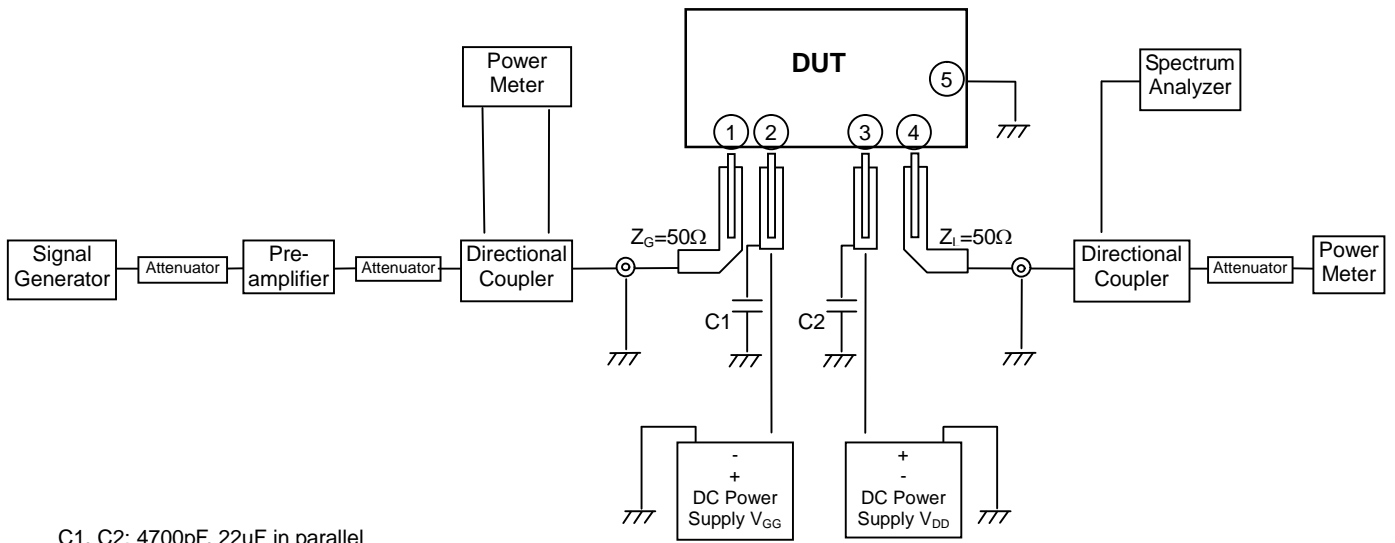 DUT
5
Power
Meter
Spectrum
Analyzer
1
2
3
4
Z_G=50Ω
Z_L=50Ω
Signal
Generator
Attenuator
Pre-
amplifier
Attenuator
Directional
Coupler
Directional
Coupler
Attenuator
Power
Meter
C1
C2
-
+
DC Power
Supply V_GG
+
-
DC Power
Supply V_DD
C1, C2: 4700pF, 22uF in parallel